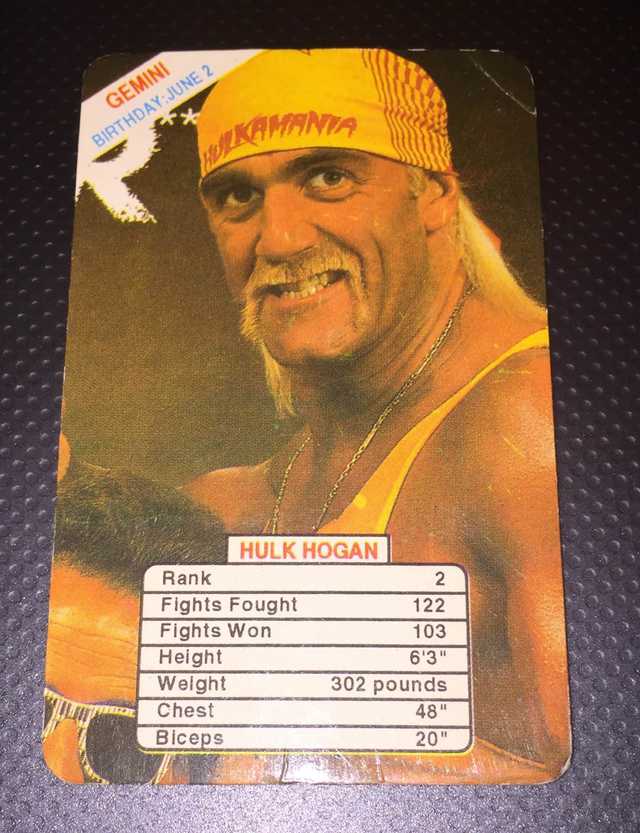 GEMINI
BIRTHDAY: JUNE 2
**
R
HULKAMANIA
HULK HOGAN
Rank 2
Fights Fought 122
Fights Won 103
Height 6'3"
Weight 302 pounds
Chest 48"
Biceps 20"